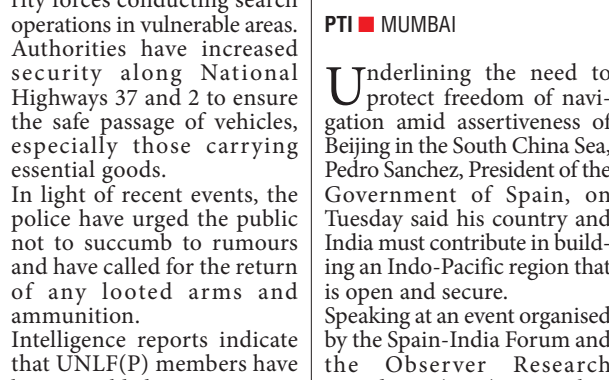 rity forces conducting search
operations in vulnerable areas.
Authorities have increased
security along National
Highways 37 and 2 to ensure
the safe passage of vehicles,
especially those carrying
essential goods.
In light of recent events, the
police have urged the public
not to succumb to rumours
and have called for the return
of any looted arms and
ammunition.
Intelligence reports indicate
that UNLF(P) members have
PTI MUMBAI
Underlining the need to
protect freedom of navi-
gation amid assertiveness of
Beijing in the South China Sea,
Pedro Sanchez, President of the
Government of Spain, on
Tuesday said his country and
India must contribute in build-
ing an Indo-Pacific region that
is open and secure.
Speaking at an event organised
by the Spain-India Forum and
the Observer Research